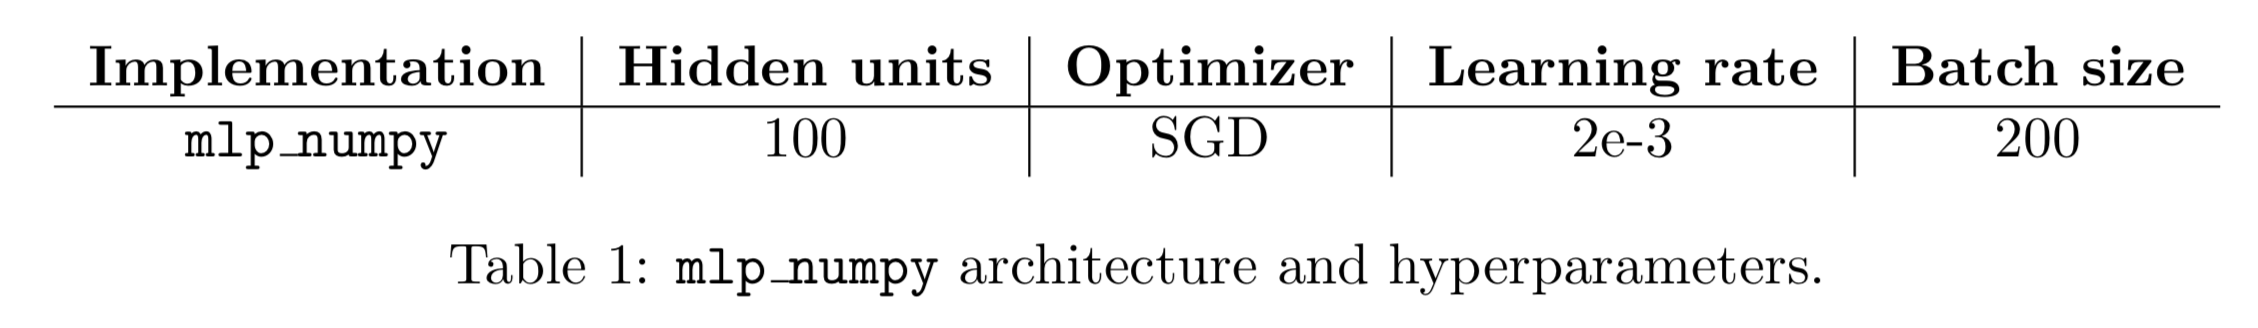 Implementation Hidden units Optimizer Learning rate Batch size
mlp_numpy 100 SGD 2e-3 200
Table 1: mlp_numpy architecture and hyperparameters.